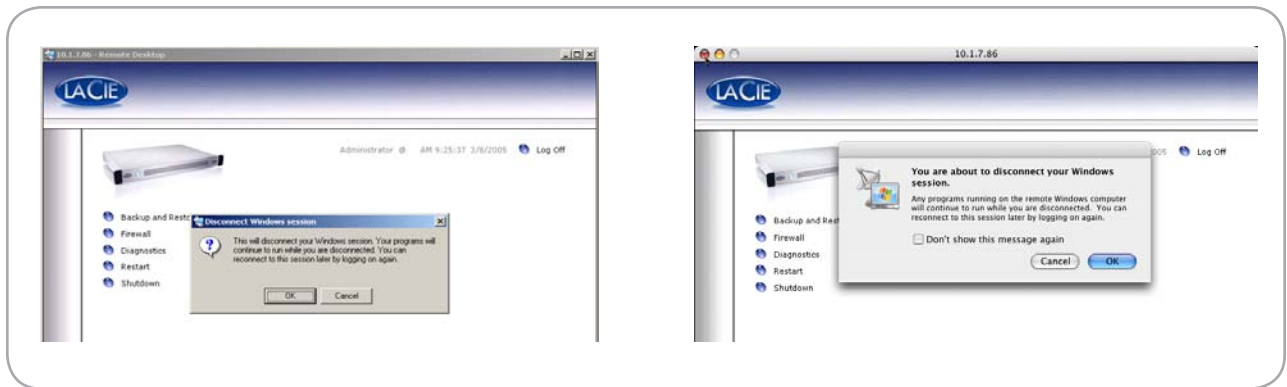 10.1.7.86 - Remote Desktop
LACIE
Administrator @ AM 9:25:37 3/8/2005 Log Off
Backup and Resto
Firewall
Diagnostics
Restart
Shutdown
Disconnect Windows session
This will disconnect your Windows session. Your programs will
continue to run while you are disconnected. You can
reconnect to this session later by logging on again.
OK Cancel
10.1.7.86
LACIE
005 Log Off
Backup and Rest
Firewall
Diagnostics
Restart
Shutdown
You are about to disconnect your Windows
session.
Any programs running on the remote Windows computer
will continue to run while you are disconnected. You can
reconnect to this session later by logging on again.
Don't show this message again
Cancel OK